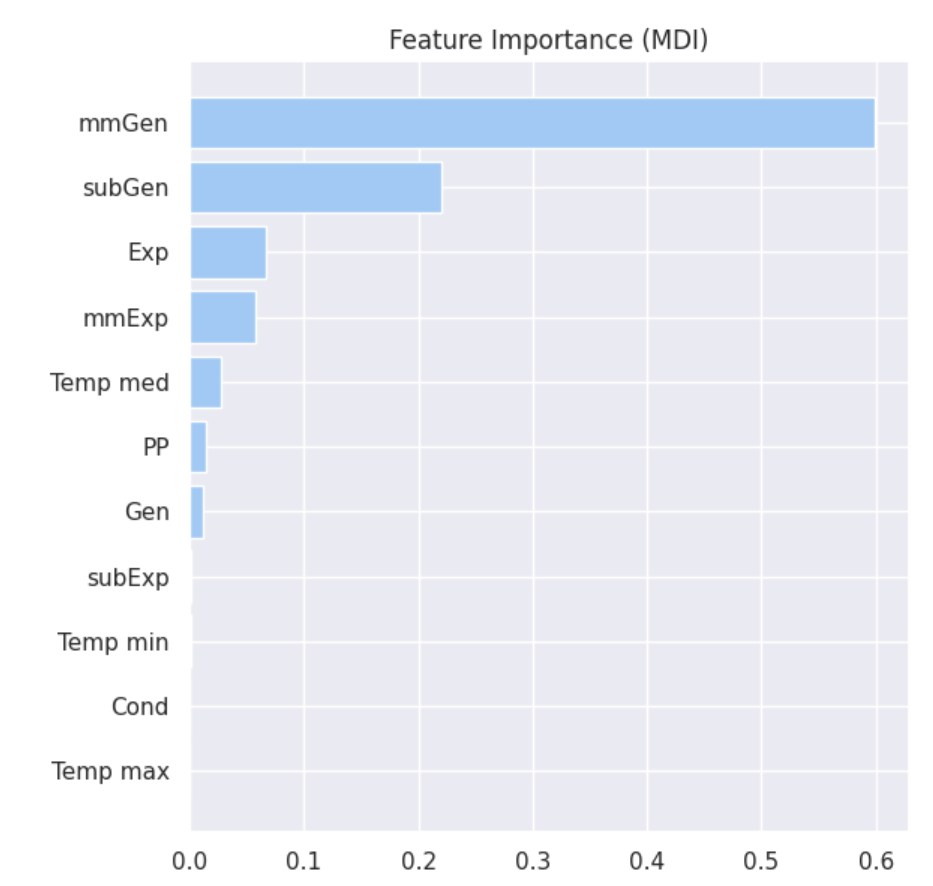 Feature Importance (MDI)
mmGen
subGen
Exp
mmExp
Temp med
PP
Gen
subExp
Temp min
Cond
Temp max
0.0 0.1 0.2 0.3 0.4 0.5 0.6